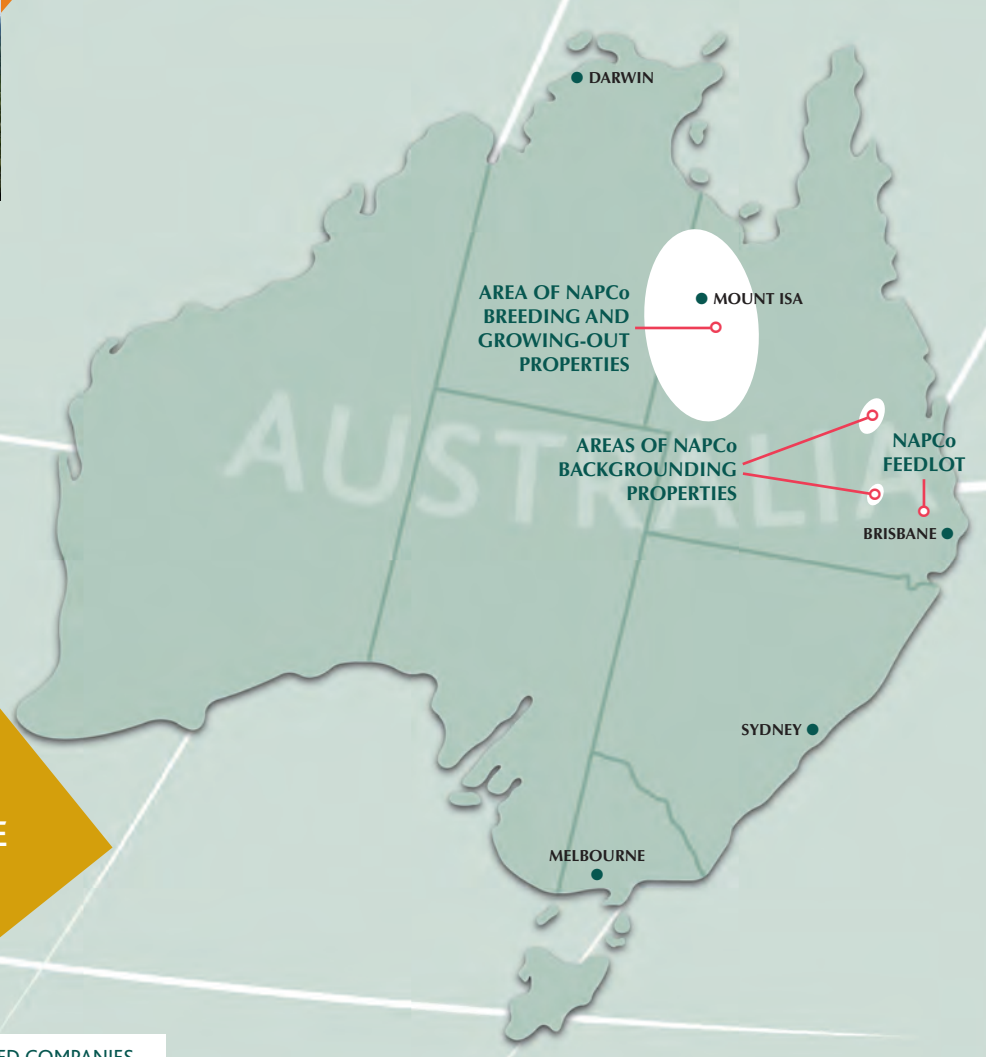 DARWIN
AREA OF NAPCo
BREEDING AND
GROWING-OUT
PROPERTIES
MOUNT ISA
AUSTRALIA
AREAS OF NAPCo
BACKGROUNDING
PROPERTIES
NAPCo
FEEDLOT
BRISBANE
SYDNEY
MELBOURNE
COMPANIES